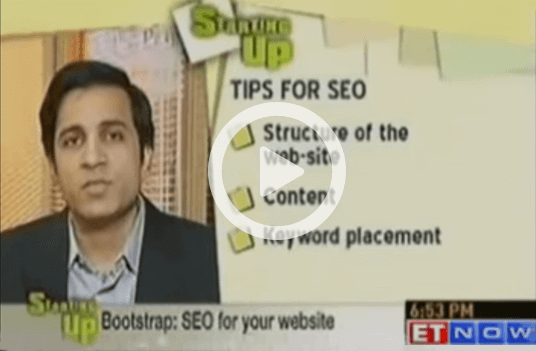 STARTING
UP
TIPS FOR SEO
Structure of the
web-site
Content
Keyword placement
STARTING
UP
Bootstrap: SEO for your website
6:53 PM
ET NOW